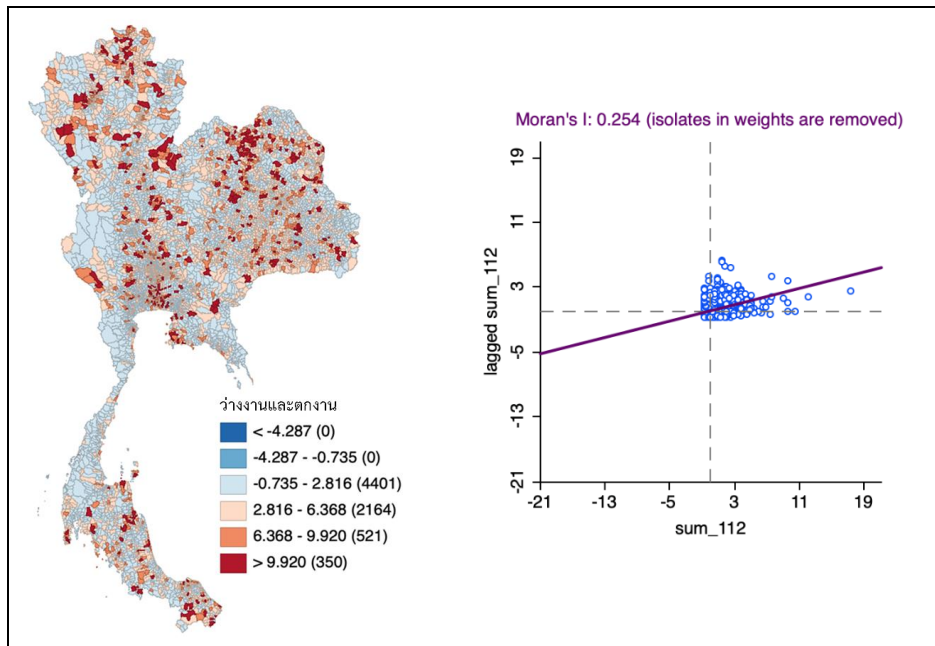 Moran's I: 0.254 (isolates in weights are removed)
19
11
3
-5
-13
-21
lagged sum_112
-21
-13
-5
3
11
19
sum_112
ว่างงานและตกงาน
< -4.287 (0)
-4.287 - -0.735 (0)
-0.735 - 2.816 (4401)
2.816 - 6.368 (2164)
6.368 - 9.920 (521)
> 9.920 (350)